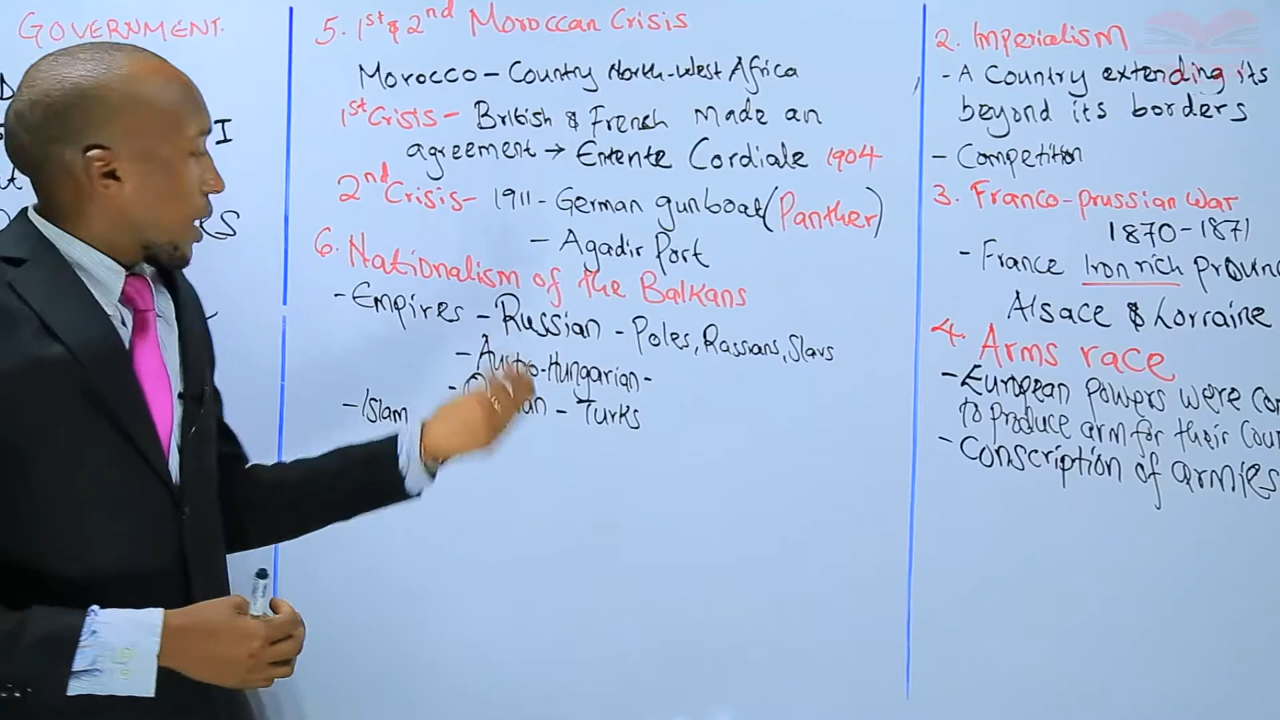 GOVERNMENT.
D
I
RS
5. 1st & 2nd Moroccan Crisis
Morocco - Country North-West Africa
1st Crisis - British & French Made an
agreement → Entente Cordiale 1904
2nd Crisis - 1911 - German gunboat (Panther)
- Agadir Port
6. Nationalism of the Balkans
- Empires - Russian - Poles, Rassians, Slavs
- Austro-Hungarian -
- Turks
- Islam
2. Imperialism
- A Country extending its
beyond its borders
- Competition
3. Franco-prussian War
1870-1871
- France Iron rich
Alsace & Lorraine
4. Arms race
- European Powers were
to produce arm for their
- Conscription of armies